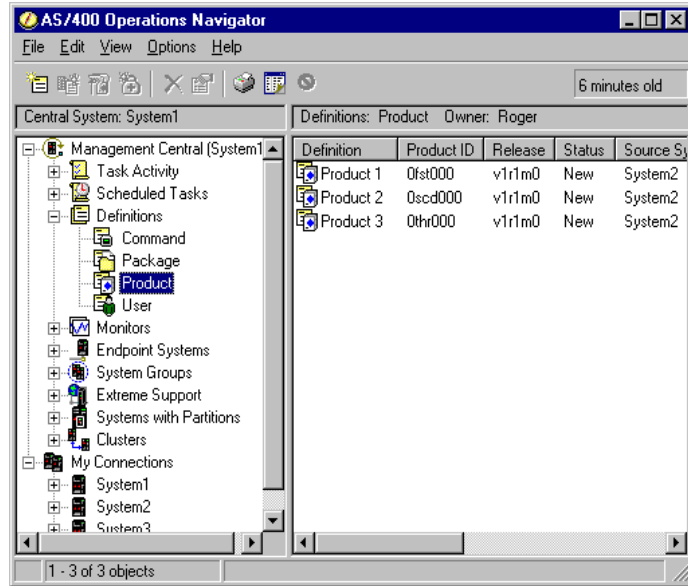 AS/400 Operations Navigator
File Edit View Options Help
6 minutes old
Central System: System1
Definitions: Product Owner: Roger
Management Central (System1
Task Activity
Scheduled Tasks
Definitions
Command
Package
Product
User
Monitors
Endpoint Systems
System Groups
Extreme Support
Systems with Partitions
Clusters
My Connections
System1
System2
System3
Definition Product ID Release Status Source Sy
Product 1 0fst000 v1r1m0 New System2
Product 2 0scd000 v1r1m0 New System2
Product 3 0thr000 v1r1m0 New System2
1 - 3 of 3 objects